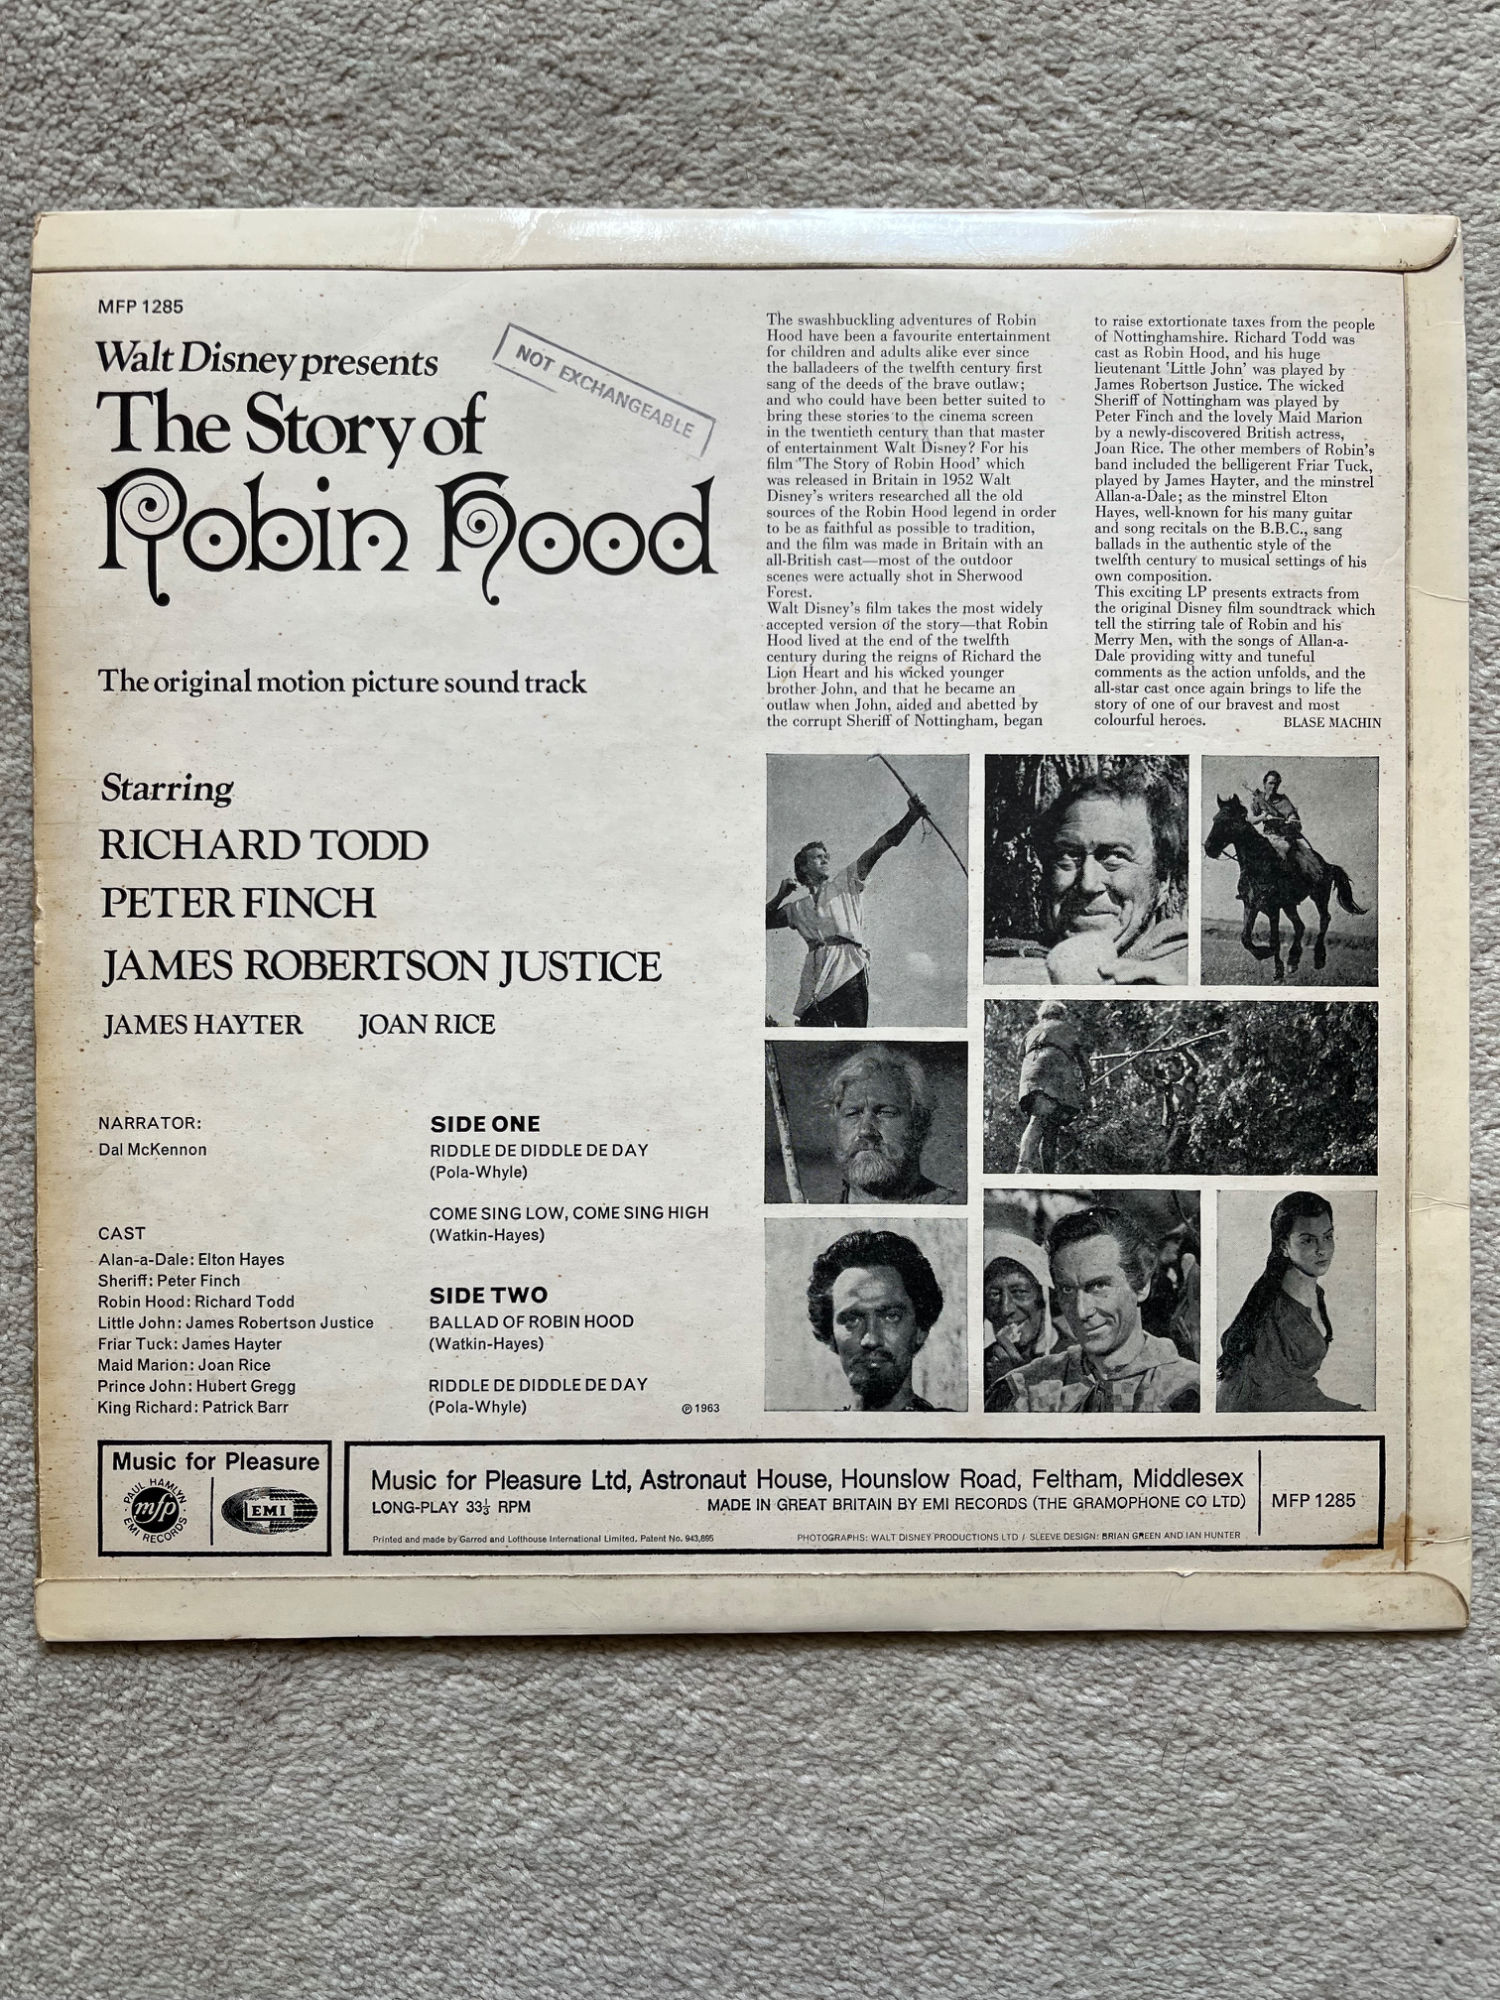 MFP 1285
Walt Disney presents
The Story of
Robin Hood
NOT EXCHANGEABLE
The original motion picture sound track
Starring
RICHARD TODD
PETER FINCH
JAMES ROBERTSON JUSTICE
JAMES HAYTER JOAN RICE
NARRATOR:
Dal McKennon
CAST
Alan-a-Dale: Elton Hayes
Sheriff: Peter Finch
Robin Hood: Richard Todd
Little John: James Robertson Justice
Friar Tuck: James Hayter
Maid Marion: Joan Rice
Prince John: Hubert Gregg
King Richard: Patrick Barr
SIDE ONE
RIDDLE DE DIDDLE DE DAY
(Pola-Whyle)
COME SING LOW, COME SING HIGH
(Watkin-Hayes)
SIDE TWO
BALLAD OF ROBIN HOOD
(Watkin-Hayes)
RIDDLE DE DIDDLE DE DAY
(Pola-Whyle)
℗ 1963
The swashbuckling adventures of Robin
Hood have been a favourite entertainment
for children and adults alike ever since
the balladeers of the twelfth century first
sang of the deeds of the brave outlaw;
and who could have been better suited to
bring these stories to the cinema screen
in the twentieth century than that master
of entertainment Walt Disney? For his
film 'The Story of Robin Hood' which
was released in Britain in 1952 Walt
Disney's writers researched all the old
sources of the Robin Hood legend in order
to be as faithful as possible to tradition,
and the film was made in Britain with an
all-British cast—most of the outdoor
scenes were actually shot in Sherwood
Forest.
Walt Disney's film takes the most widely
accepted version of the story—that Robin
Hood lived at the end of the twelfth
century during the reigns of Richard the
Lion Heart and his wicked younger
brother John, and that he became an
outlaw when John, aided and abetted by
the corrupt Sheriff of Nottingham, began
to raise extortionate taxes from the people
of Nottinghamshire. Richard Todd was
cast as Robin Hood, and his huge
lieutenant 'Little John' was played by
James Robertson Justice. The wicked
Sheriff of Nottingham was played by
Peter Finch and the lovely Maid Marion
by a newly-discovered British actress,
Joan Rice. The other members of Robin's
band included the belligerent Friar Tuck,
played by James Hayter, and the minstrel
Allan-a-Dale; as the minstrel Elton
Hayes, well-known for his many guitar
and song recitals on the B.B.C., sang
ballads in the authentic style of the
twelfth century to musical settings of his
own composition.
This exciting LP presents extracts from
the original Disney film soundtrack which
tell the stirring tale of Robin and his
Merry Men, with the songs of Allan-a-
Dale providing witty and tuneful
comments as the action unfolds, and the
all-star cast once again brings to life the
story of one of our bravest and most
colourful heroes. BLASE MACHIN
Music for Pleasure
PAUL HAMLYN
mfp
EMI RECORDS
EMI
Music for Pleasure Ltd, Astronaut House, Hounslow Road, Feltham, Middlesex
LONG-PLAY 33⅓ RPM MADE IN GREAT BRITAIN BY EMI RECORDS (THE GRAMOPHONE CO LTD)
MFP 1285
Printed and made by Garrod and Lofthouse International Limited. Patent No. 943,895 PHOTOGRAPHS: WALT DISNEY PRODUCTIONS LTD / SLEEVE DESIGN: BRIAN GREEN AND IAN HUNTER